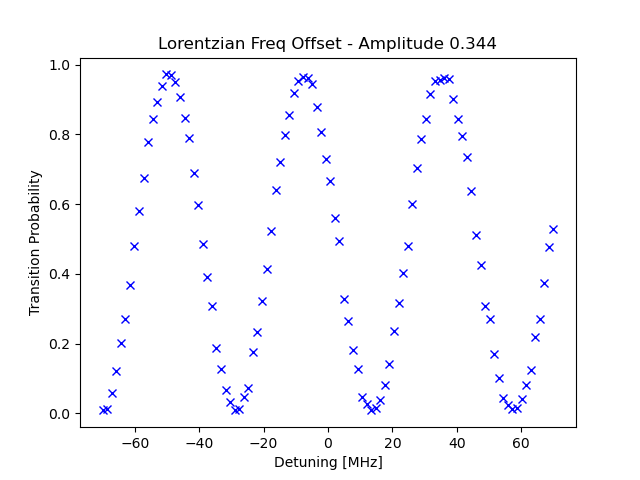 Lorentzian Freq Offset - Amplitude 0.344
Transition Probability
1.0
0.8
0.6
0.4
0.2
0.0
−60 −40 −20 0 20 40 60
Detuning [MHz]